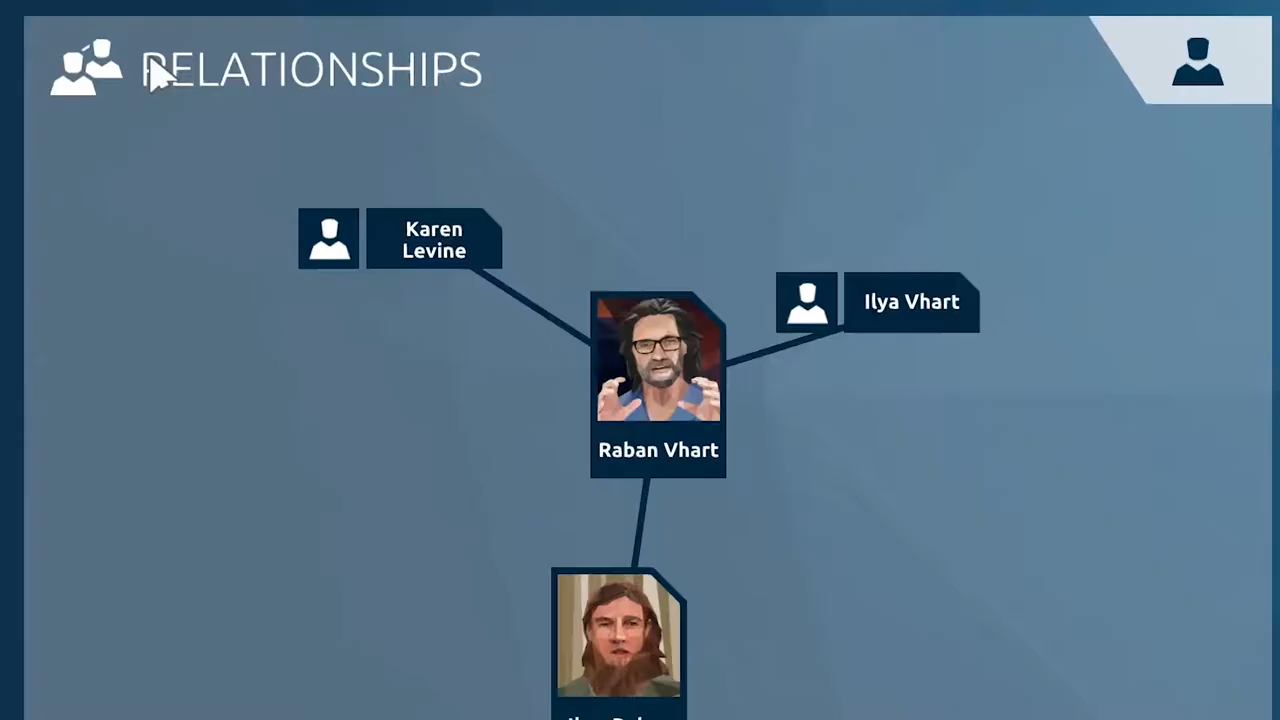 RELATIONSHIPS
Karen
Levine
Ilya Vhart
Raban Vhart